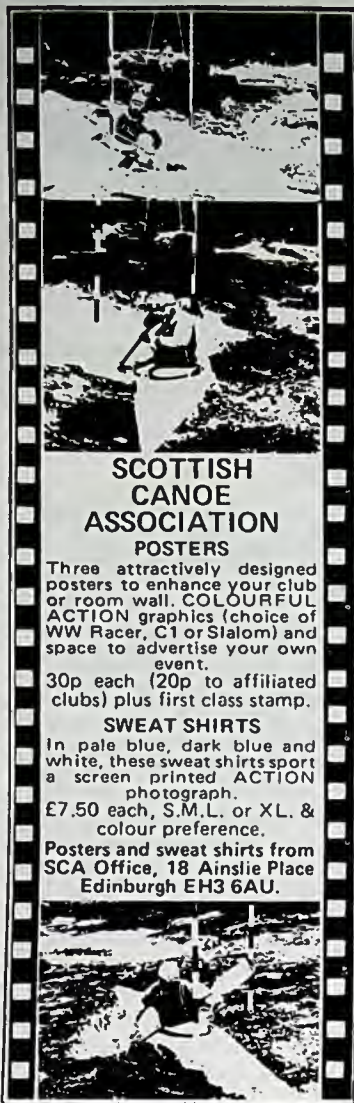 SCOTTISH
CANOE
ASSOCIATION
POSTERS
Three attractively designed
posters to enhance your club
or room wall. COLOURFUL
ACTION graphics (choice of
WW Racer, C1 or Slalom) and
space to advertise your own
event.
30p each (20p to affiliated
clubs) plus first class stamp.
SWEAT SHIRTS
In pale blue, dark blue and
white, these sweat shirts sport
a screen printed ACTION
photograph.
£7.50 each, S.M.L. or XL. &
colour preference.
Posters and sweat shirts from
SCA Office, 18 Ainslie Place
Edinburgh EH3 6AU.